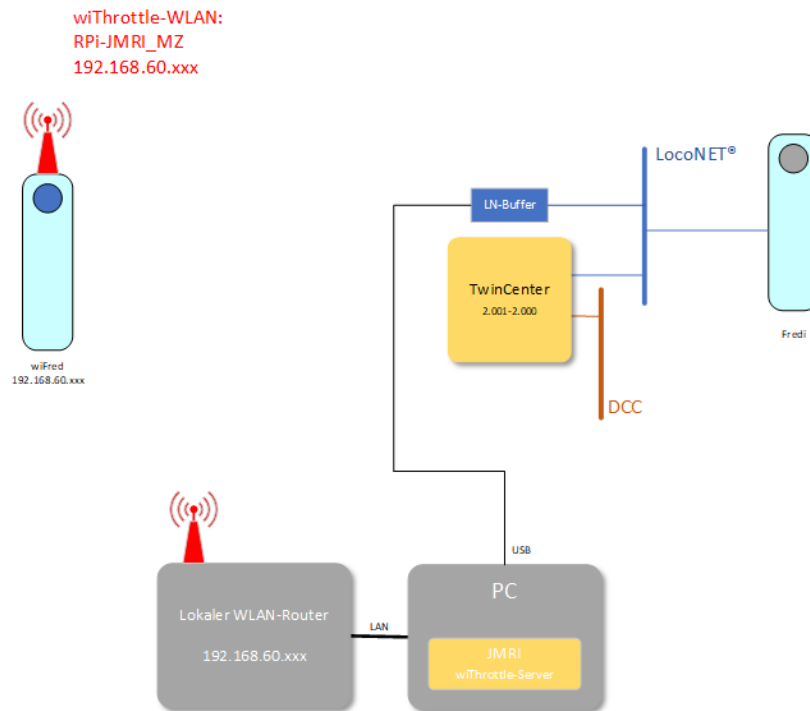 wiThrottle-WLAN:
RPi-JMRI_MZ
192.168.60.xxx
LocoNET®
LN-Buffer
TwinCenter
2.001-2.000
Fredi
wiFred
192.168.60.xxx
DCC
USB
PC
Lokaler WLAN-Router
192.168.60.xxx
LAN
JMRI
wiThrottle-Server